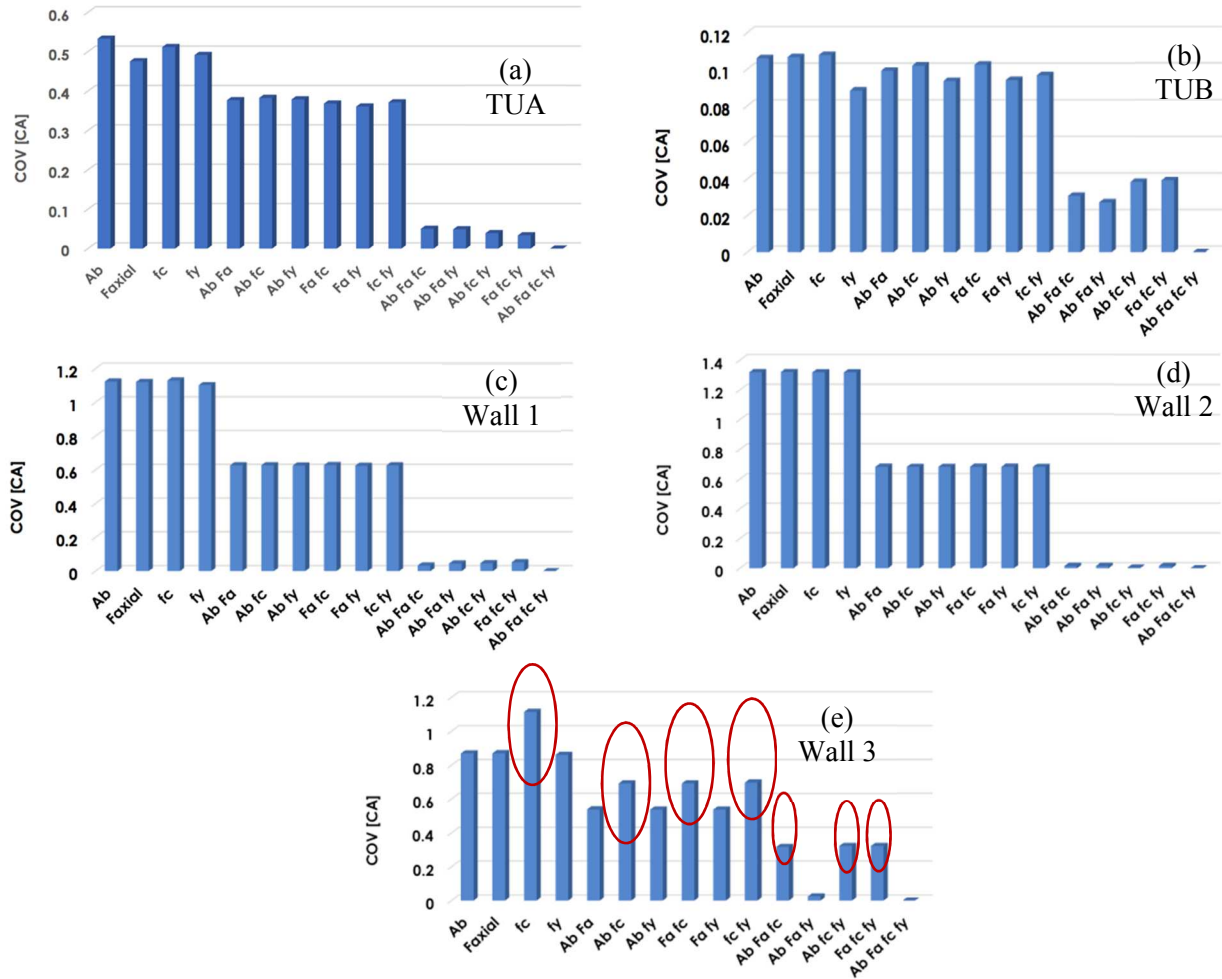 0.6
0.5
0.4
0.3
0.2
0.1
0
COV [CA]
(a)
TUA
Ab
Faxial
fc
fy
Ab Fa
Ab fc
Ab fy
Fa fc
Fa fy
fc fy
Ab Fa fc
Ab Fa fy
Ab fc fy
Fa fc fy
Ab Fa fc fy
0.12
0.1
0.08
0.06
0.04
0.02
0
COV [CA]
(b)
TUB
Ab
Faxial
fc
fy
Ab Fa
Ab fc
Ab fy
Fa fc
Fa fy
fc fy
Ab Fa fc
Ab Fa fy
Ab fc fy
Fa fc fy
Ab Fa fc fy
1.2
1
0.8
0.6
0.4
0.2
0
COV [CA]
(c)
Wall 1
Ab
Faxial
fc
fy
Ab Fa
Ab fc
Ab fy
Fa fc
Fa fy
fc fy
Ab Fa fc
Ab Fa fy
Ab fc fy
Fa fc fy
Ab Fa fc fy
1.4
1.2
1
0.8
0.6
0.4
0.2
0
COV [CA]
(d)
Wall 2
Ab
Faxial
fc
fy
Ab Fa
Ab fc
Ab fy
Fa fc
Fa fy
fc fy
Ab Fa fc
Ab Fa fy
Ab fc fy
Fa fc fy
Ab Fa fc fy
1.2
1
0.8
0.6
0.4
0.2
0
COV [CA]
(e)
Wall 3
Ab
Faxial
fc
fy
Ab Fa
Ab fc
Ab fy
Fa fc
Fa fy
fc fy
Ab Fa fc
Ab Fa fy
Ab fc fy
Fa fc fy
Ab Fa fc fy